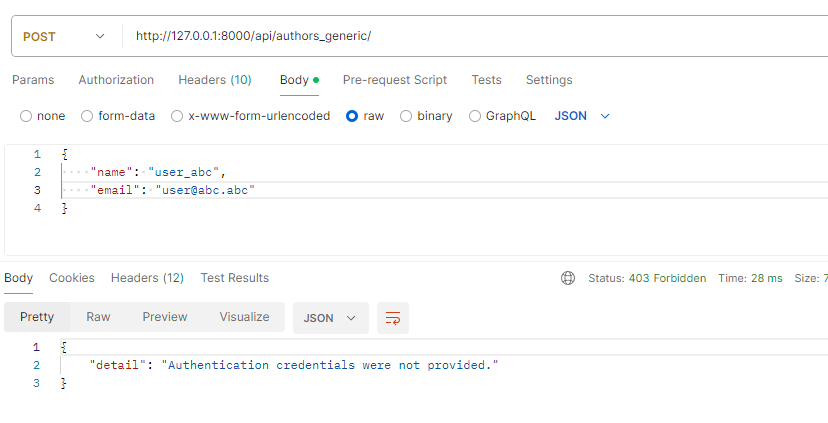 POST http://127.0.0.1:8000/api/authors_generic/
Params Authorization Headers (10) Body Pre-request Script Tests Settings
none form-data x-www-form-urlencoded raw binary GraphQL JSON
1 {
2 "name": "user_abc",
3 "email": "user@abc.abc"
4 }
Body Cookies Headers (12) Test Results Status: 403 Forbidden Time: 28 ms Size: 7
Pretty Raw Preview Visualize JSON
1 {
2 "detail": "Authentication credentials were not provided."
3 }